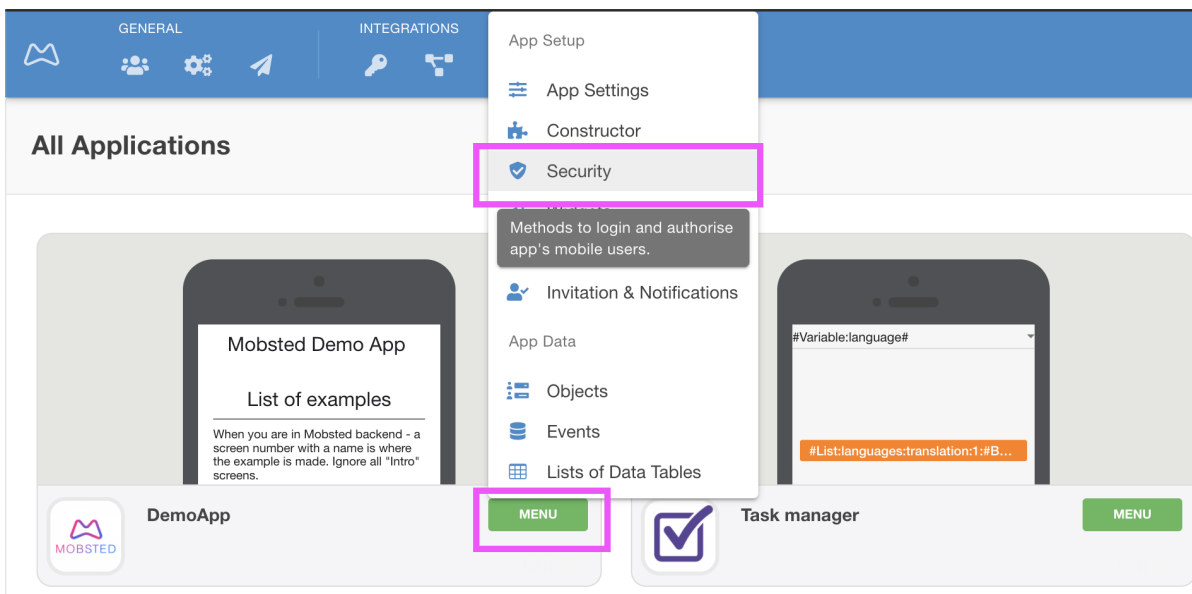 GENERAL
INTEGRATIONS
All Applications
App Setup
App Settings
Constructor
Security
Widgets
Methods to login and authorise
app's mobile users.
Invitation & Notifications
App Data
Objects
Events
Lists of Data Tables
Mobsted Demo App
List of examples
When you are in Mobsted backend - a
screen number with a name is where
the example is made. Ignore all "Intro"
screens.
#Variable:language#
#List:languages:translation:1:#B...
MOBSTED
DemoApp
MENU
Task manager
MENU